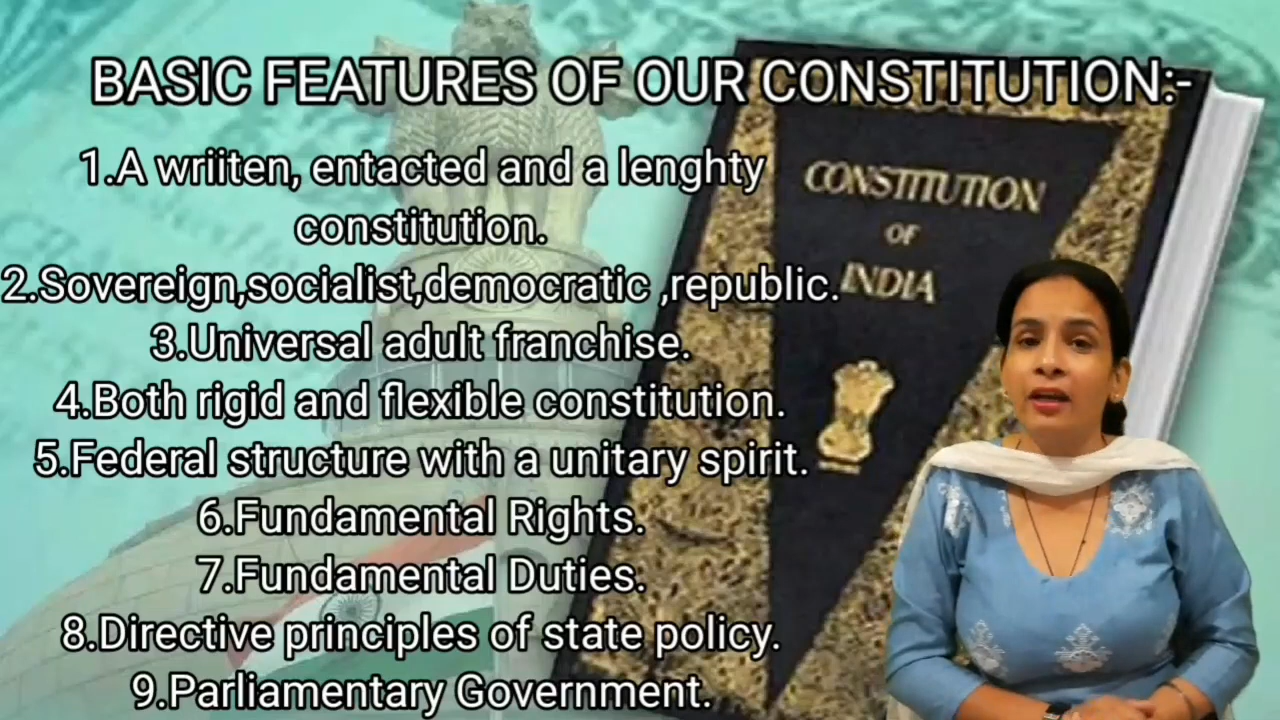 BASIC FEATURES OF OUR CONSTITUTION:-
1.A wriiten, entacted and a lenghty
constitution.
2.Sovereign,socialist,democratic ,republic.
3.Universal adult franchise.
4.Both rigid and flexible constitution.
5.Federal structure with a unitary spirit.
6.Fundamental Rights.
7.Fundamental Duties.
8.Directive principles of state policy.
9.Parliamentary Government.
CONSTITUTION
OF
INDIA